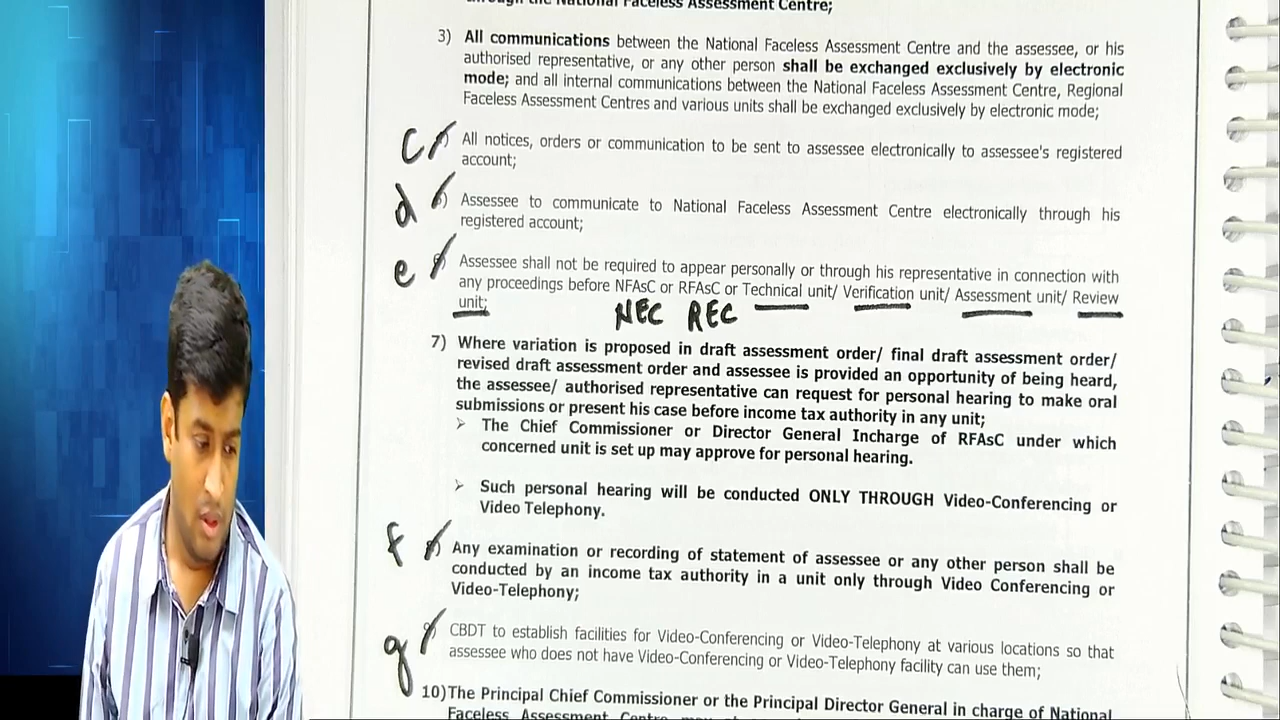 through the National Faceless Assessment Centre;
3) All communications between the National Faceless Assessment Centre and the assessee, or his
authorised representative, or any other person shall be exchanged exclusively by electronic
mode; and all internal communications between the National Faceless Assessment Centre, Regional
Faceless Assessment Centres and various units shall be exchanged exclusively by electronic mode;
C All notices, orders or communication to be sent to assessee electronically to assessee's registered
account;
d Assessee to communicate to National Faceless Assessment Centre electronically through his
registered account;
e Assessee shall not be required to appear personally or through his representative in connection with
any proceedings before NFAsC or RFAsC or Technical unit/ Verification unit/ Assessment unit/ Review
unit;
NEC REC
7) Where variation is proposed in draft assessment order/ final draft assessment order/
revised draft assessment order and assessee is provided an opportunity of being heard,
the assessee/ authorised representative can request for personal hearing to make oral
submissions or present his case before income tax authority in any unit;
➢ The Chief Commissioner or Director General Incharge of RFAsC under which
concerned unit is set up may approve for personal hearing.
➢ Such personal hearing will be conducted ONLY THROUGH Video-Conferencing or
Video Telephony.
f Any examination or recording of statement of assessee or any other person shall be
conducted by an income tax authority in a unit only through Video Conferencing or
Video-Telephony;
g CBDT to establish facilities for Video-Conferencing or Video-Telephony at various locations so that
assessee who does not have Video-Conferencing or Video-Telephony facility can use them;
10) The Principal Chief Commissioner or the Principal Director General in charge of National
Faceless Assessment Centre